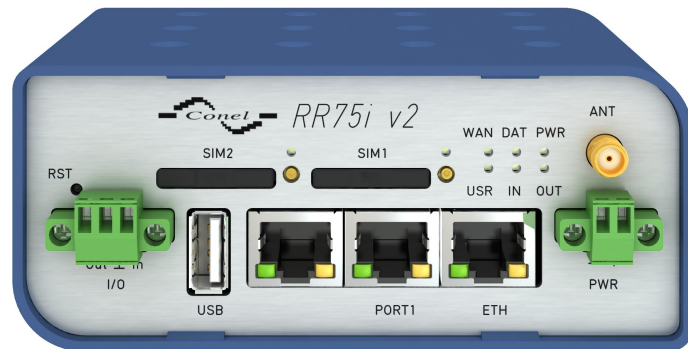 Conel
RR75i v2
ANT
WAN DAT PWR
SIM2
SIM1
RST
USR IN OUT
I/O
PWR
USB
PORT1
ETH